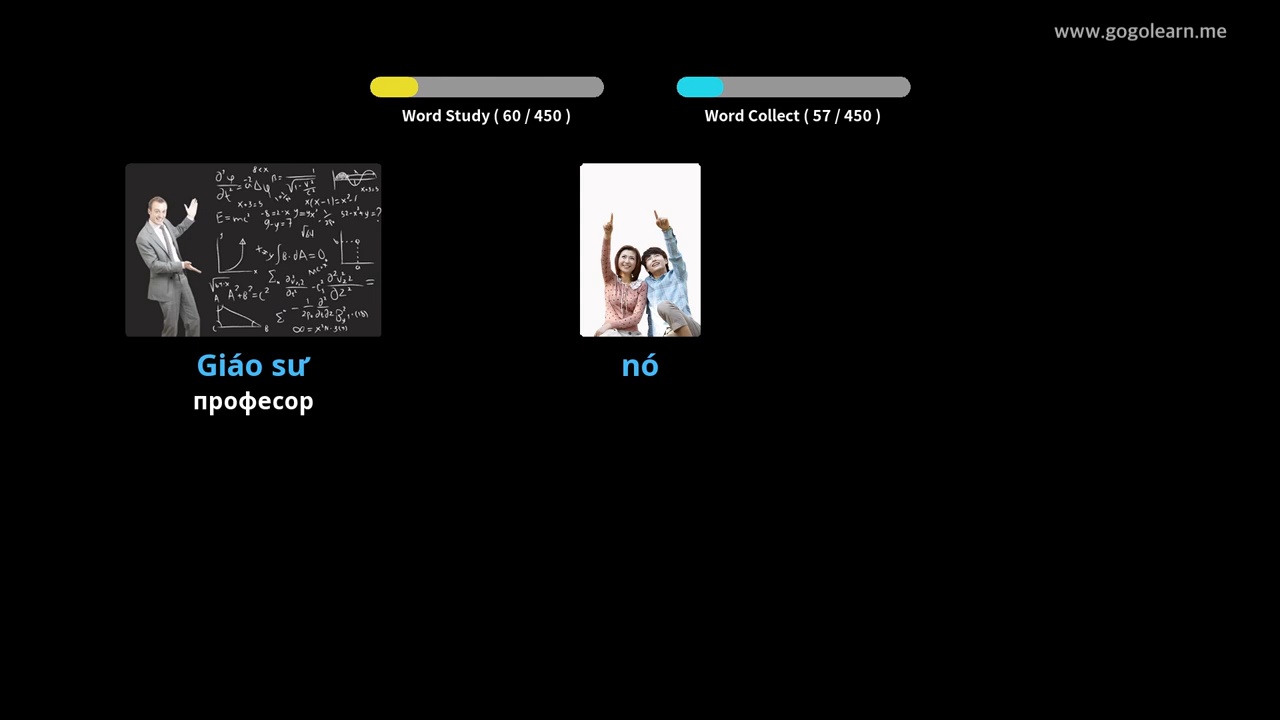 www.gogolearn.me
Word Study ( 60 / 450 )
Word Collect ( 57 / 450 )
Giáo sư
професор
nó